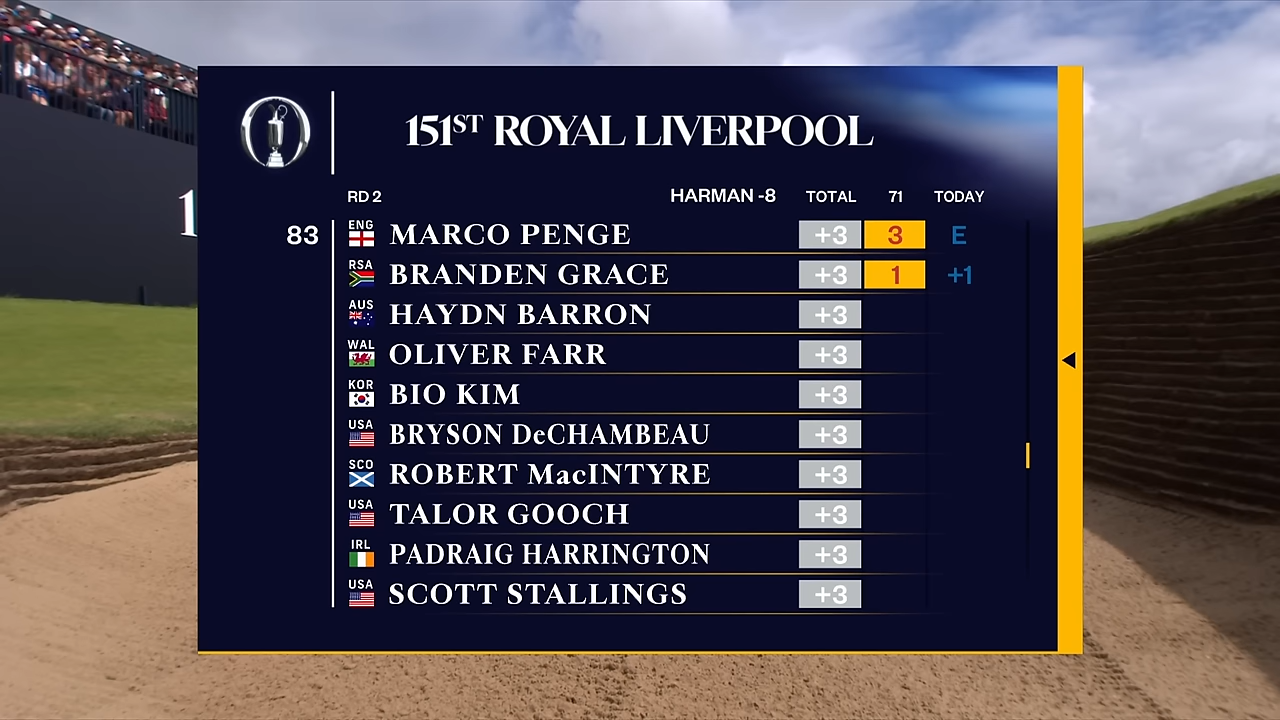 151ST ROYAL LIVERPOOL
RD 2 HARMAN -8 TOTAL 71 TODAY
83 ENG MARCO PENGE +3 3 E
RSA BRANDEN GRACE +3 1 +1
AUS HAYDN BARRON +3
WAL OLIVER FARR +3
KOR BIO KIM +3
USA BRYSON DeCHAMBEAU +3
SCO ROBERT MacINTYRE +3
USA TALOR GOOCH +3
IRL PADRAIG HARRINGTON +3
USA SCOTT STALLINGS +3